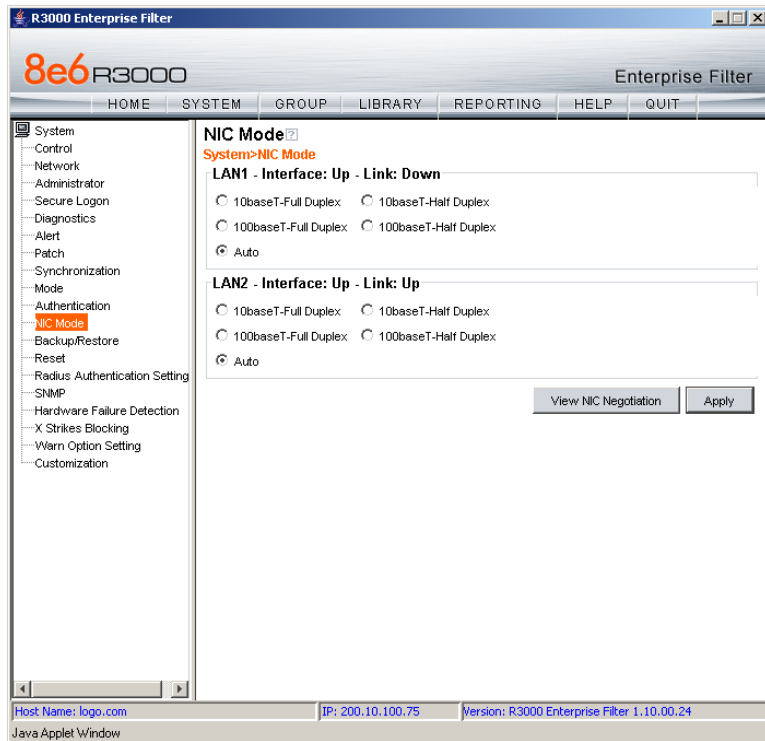 R3000 Enterprise Filter
8e6 R3000
Enterprise Filter
HOME SYSTEM GROUP LIBRARY REPORTING HELP QUIT
System
Control
Network
Administrator
Secure Logon
Diagnostics
Alert
Patch
Synchronization
Mode
Authentication
NIC Mode
Backup/Restore
Reset
Radius Authentication Setting
SNMP
Hardware Failure Detection
X Strikes Blocking
Warn Option Setting
Customization
NIC Mode ?
System>NIC Mode
LAN1 - Interface: Up - Link: Down
10baseT-Full Duplex 10baseT-Half Duplex
100baseT-Full Duplex 100baseT-Half Duplex
Auto
LAN2 - Interface: Up - Link: Up
10baseT-Full Duplex 10baseT-Half Duplex
100baseT-Full Duplex 100baseT-Half Duplex
Auto
View NIC Negotiation Apply
Host Name: logo.com IP: 200.10.100.75 Version: R3000 Enterprise Filter 1.10.00.24
Java Applet Window